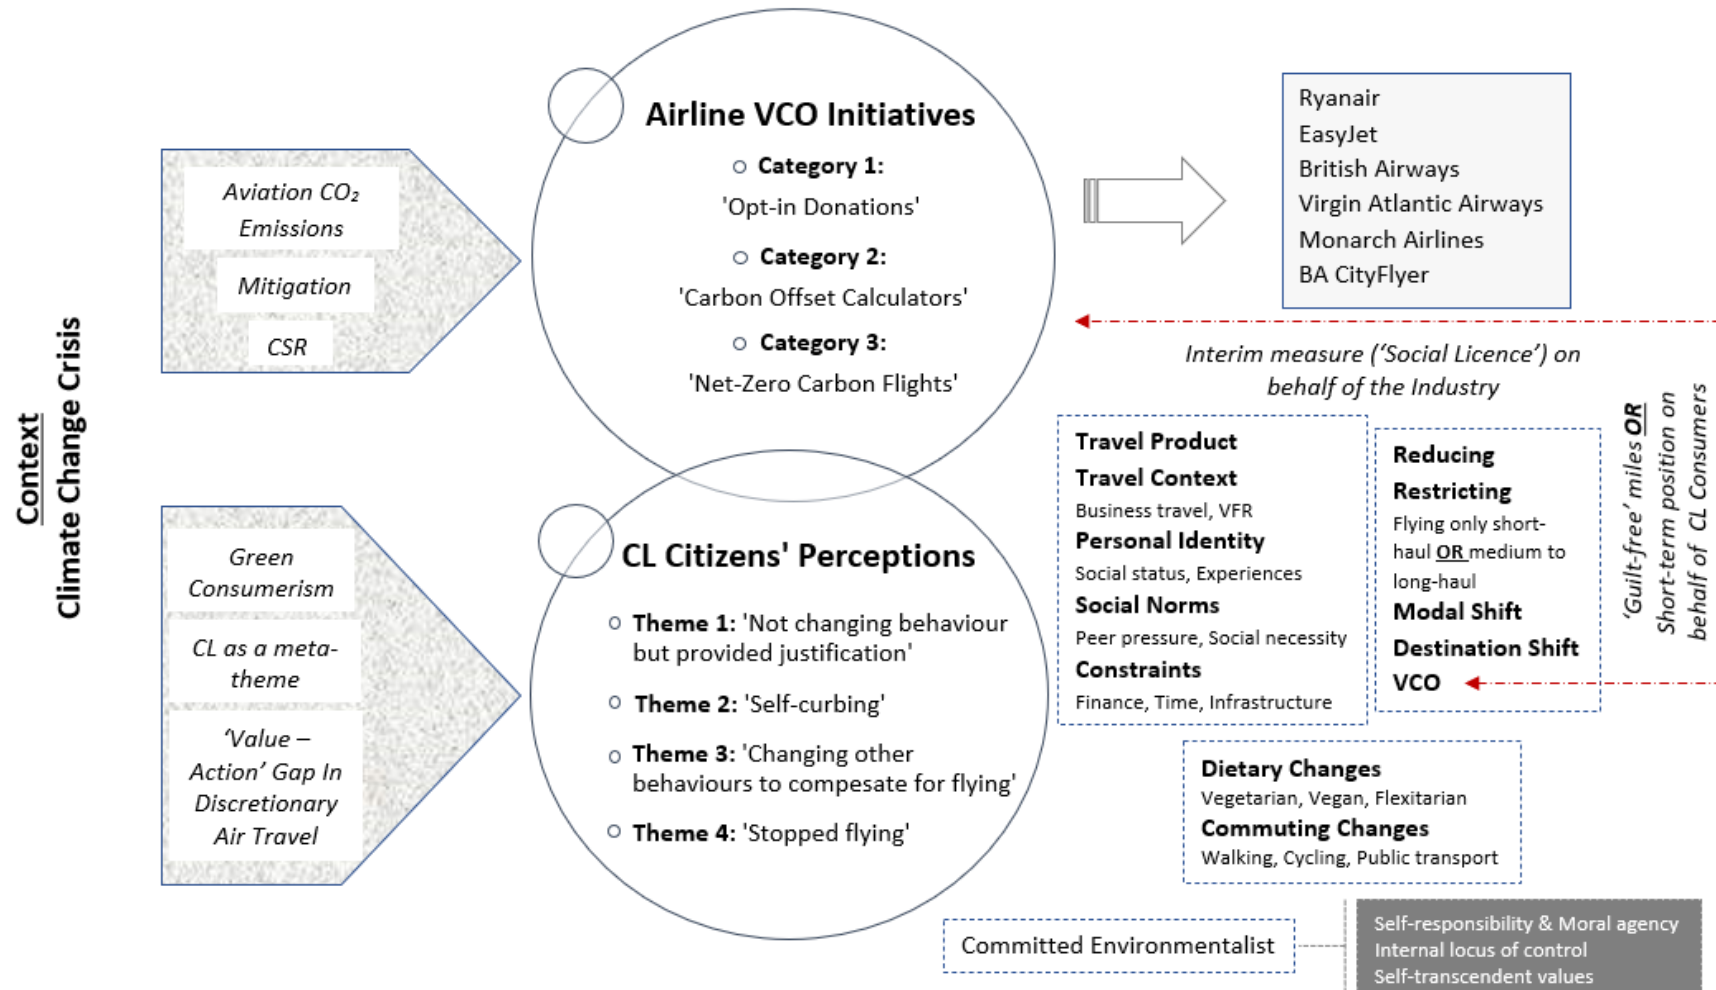 Context
Climate Change Crisis
Aviation CO₂
Emissions
Mitigation
CSR
Green
Consumerism
CL as a meta-
theme
‘Value –
Action’ Gap In
Discretionary
Air Travel
Airline VCO Initiatives
Category 1:
'Opt-in Donations'
Category 2:
'Carbon Offset Calculators'
Category 3:
'Net-Zero Carbon Flights'
CL Citizens' Perceptions
Theme 1: 'Not changing behaviour
but provided justification'
Theme 2: 'Self-curbing'
Theme 3: 'Changing other
behaviours to compesate for flying'
Theme 4: 'Stopped flying'
Ryanair
EasyJet
British Airways
Virgin Atlantic Airways
Monarch Airlines
BA CityFlyer
Interim measure (‘Social Licence’) on
behalf of the Industry
Travel Product
Travel Context
Business travel, VFR
Personal Identity
Social status, Experiences
Social Norms
Peer pressure, Social necessity
Constraints
Finance, Time, Infrastructure
Reducing
Restricting
Flying only short-
haul OR medium to
long-haul
Modal Shift
Destination Shift
VCO
‘Guilt-free’ miles OR
Short-term position on
behalf of CL Consumers
Dietary Changes
Vegetarian, Vegan, Flexitarian
Commuting Changes
Walking, Cycling, Public transport
Committed Environmentalist
Self-responsibility & Moral agency
Internal locus of control
Self-transcendent values